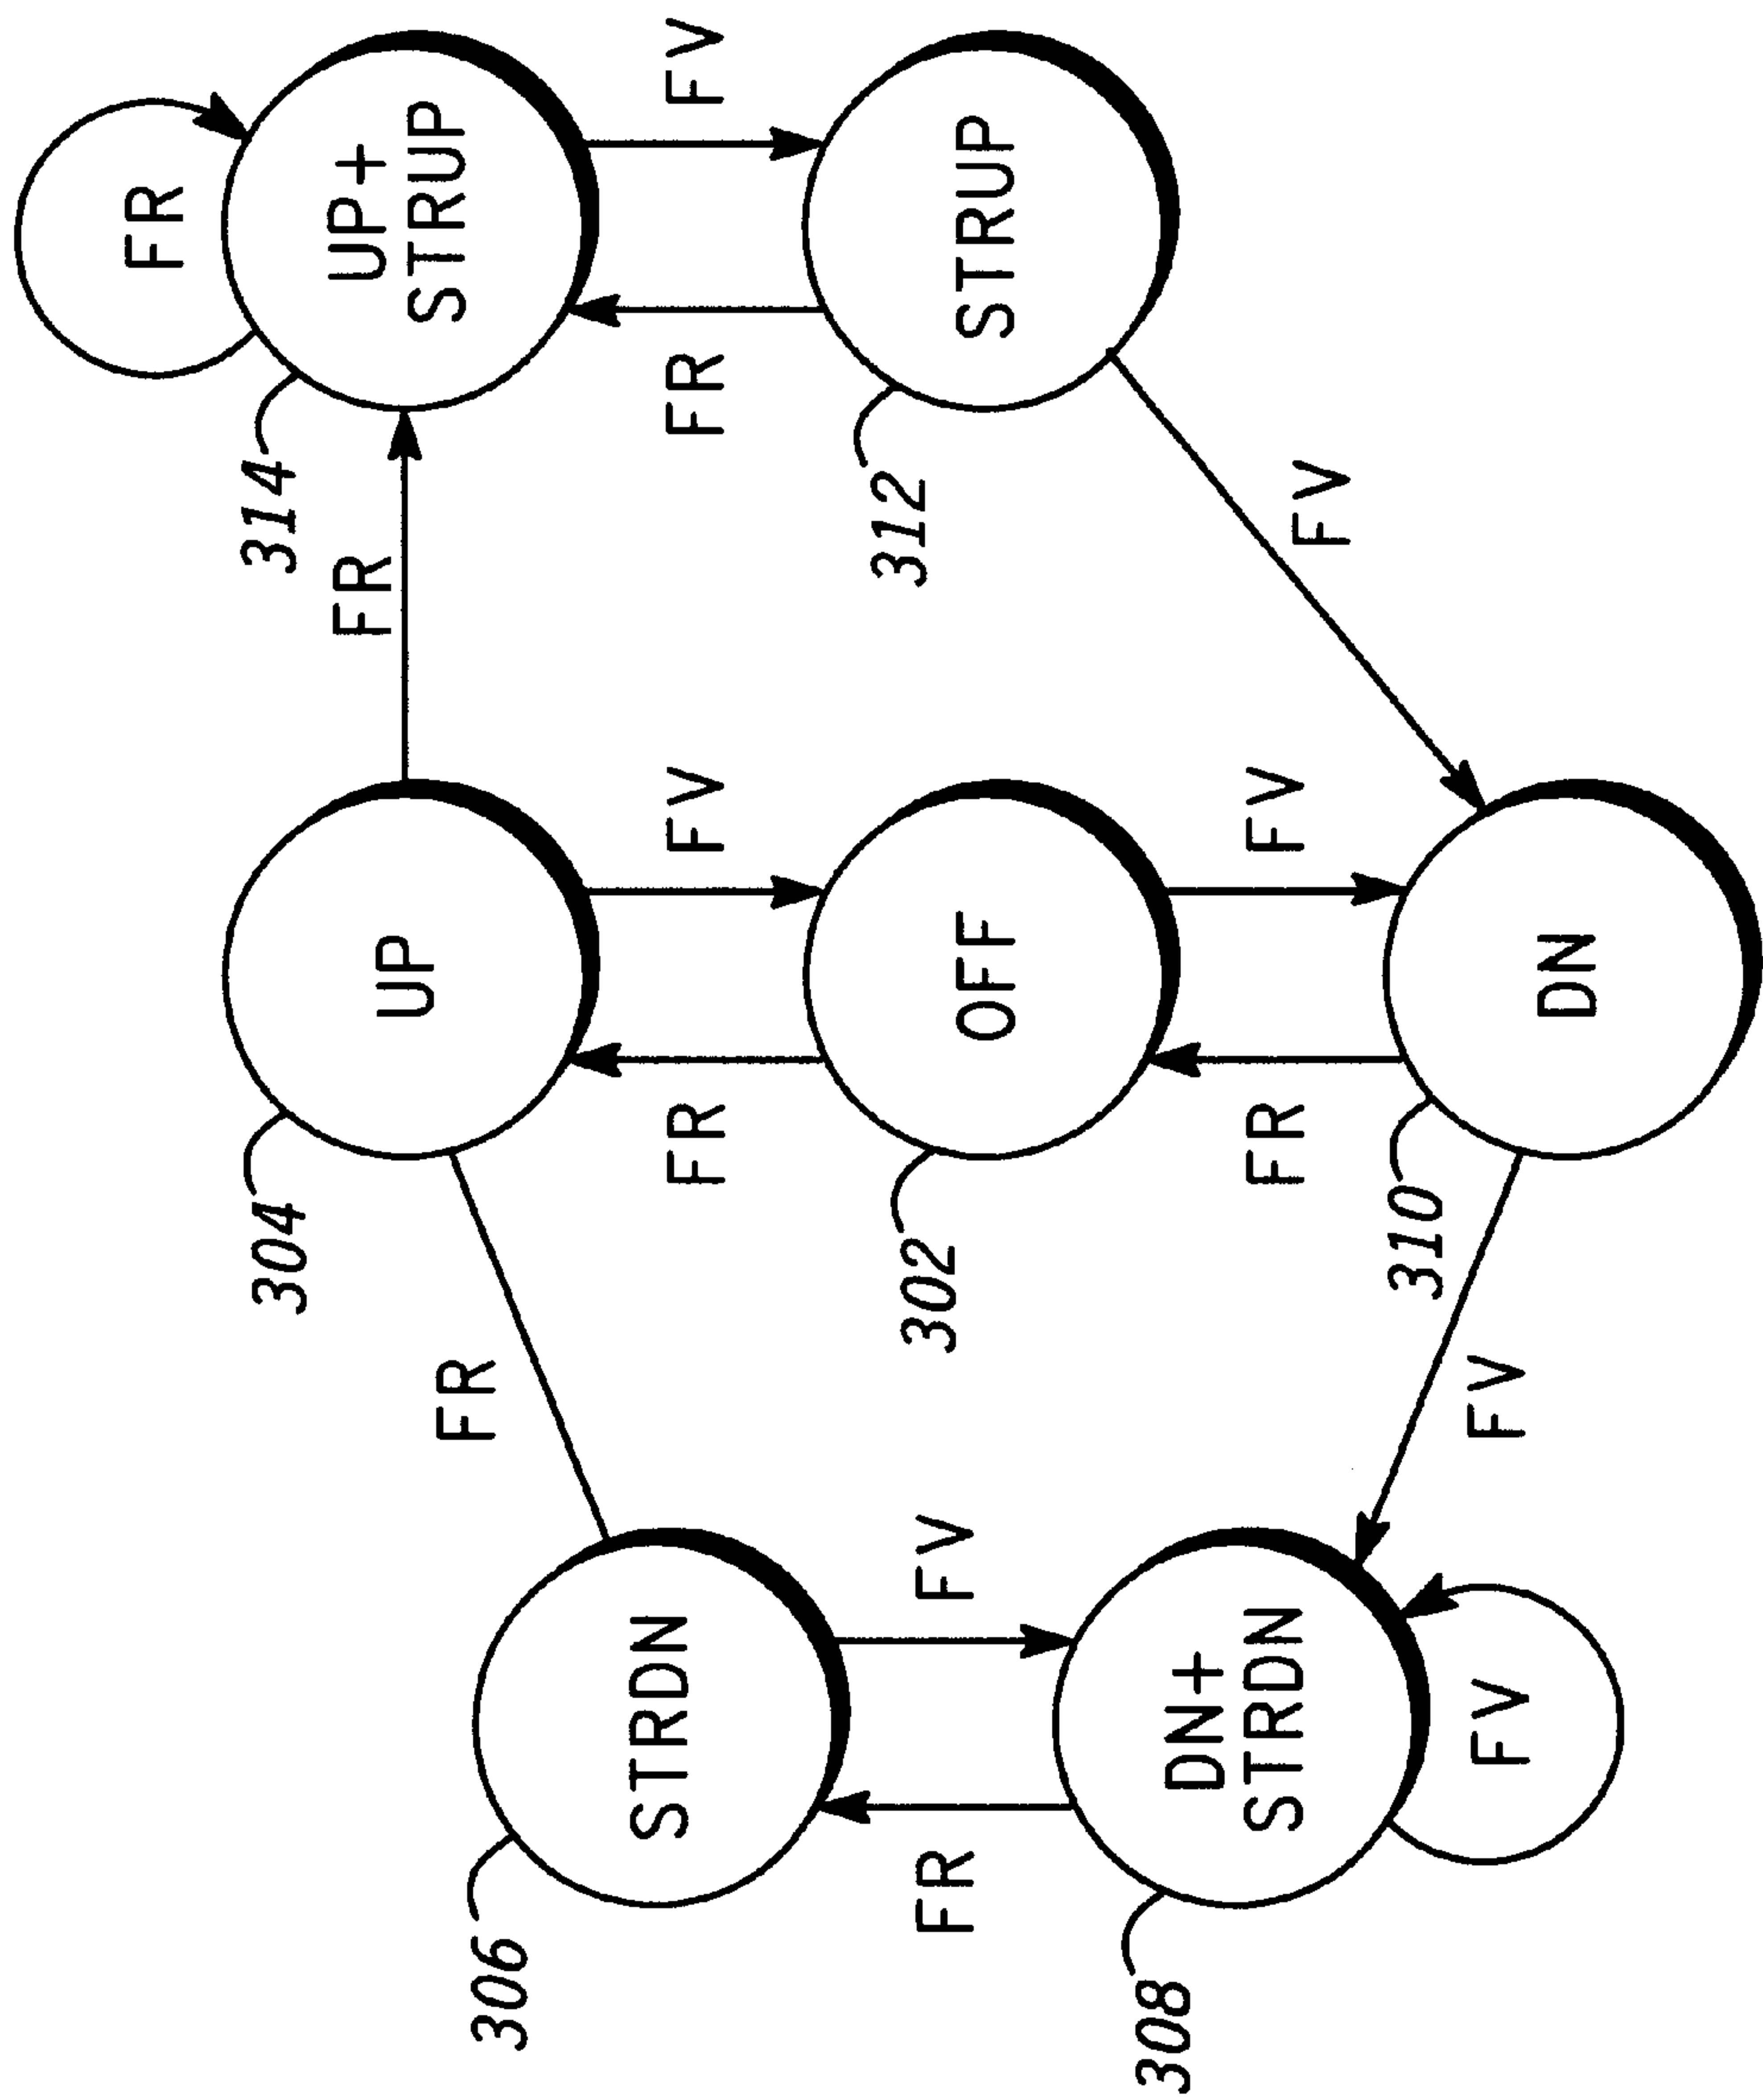 FR
304
314
FR
UP
UP+
STRUP
306
FR
STRDN
FR
FV
FR
FV
312
302
FR
FV
OFF
STRUP
308
DN+
STRDN
FR
FV
FV
310
FV
FV
DN